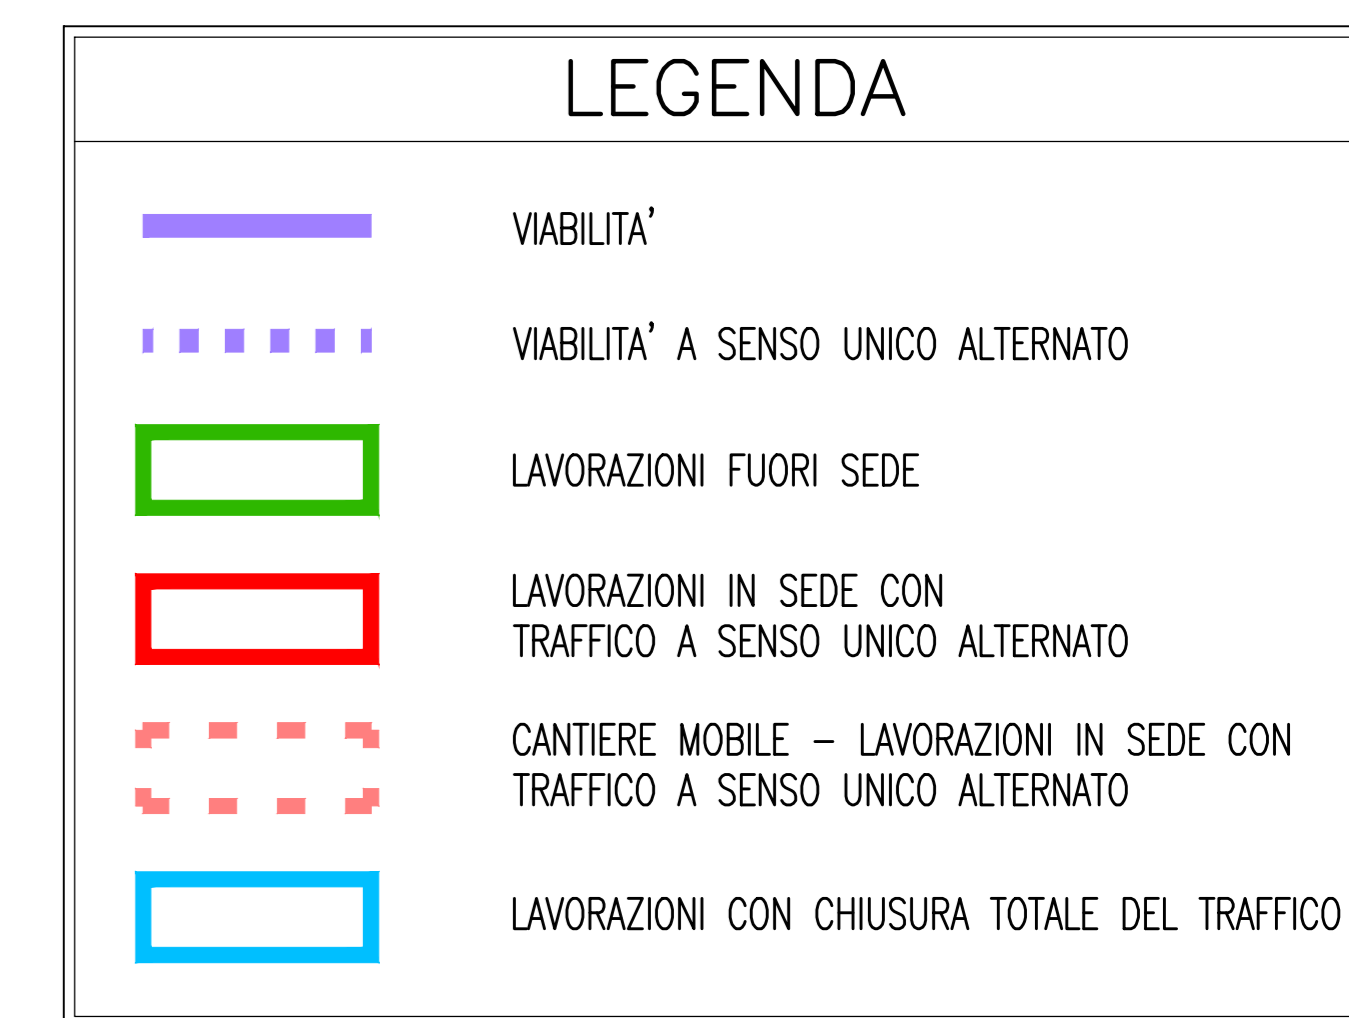 LEGENDA
VIABILITA'
VIABILITA' A SENSO UNICO ALTERNATO
LAVORAZIONI FUORI SEDE
LAVORAZIONI IN SEDE CON
TRAFFICO A SENSO UNICO ALTERNATO
CANTIERE MOBILE – LAVORAZIONI IN SEDE CON
TRAFFICO A SENSO UNICO ALTERNATO
LAVORAZIONI CON CHIUSURA TOTALE DEL TRAFFICO